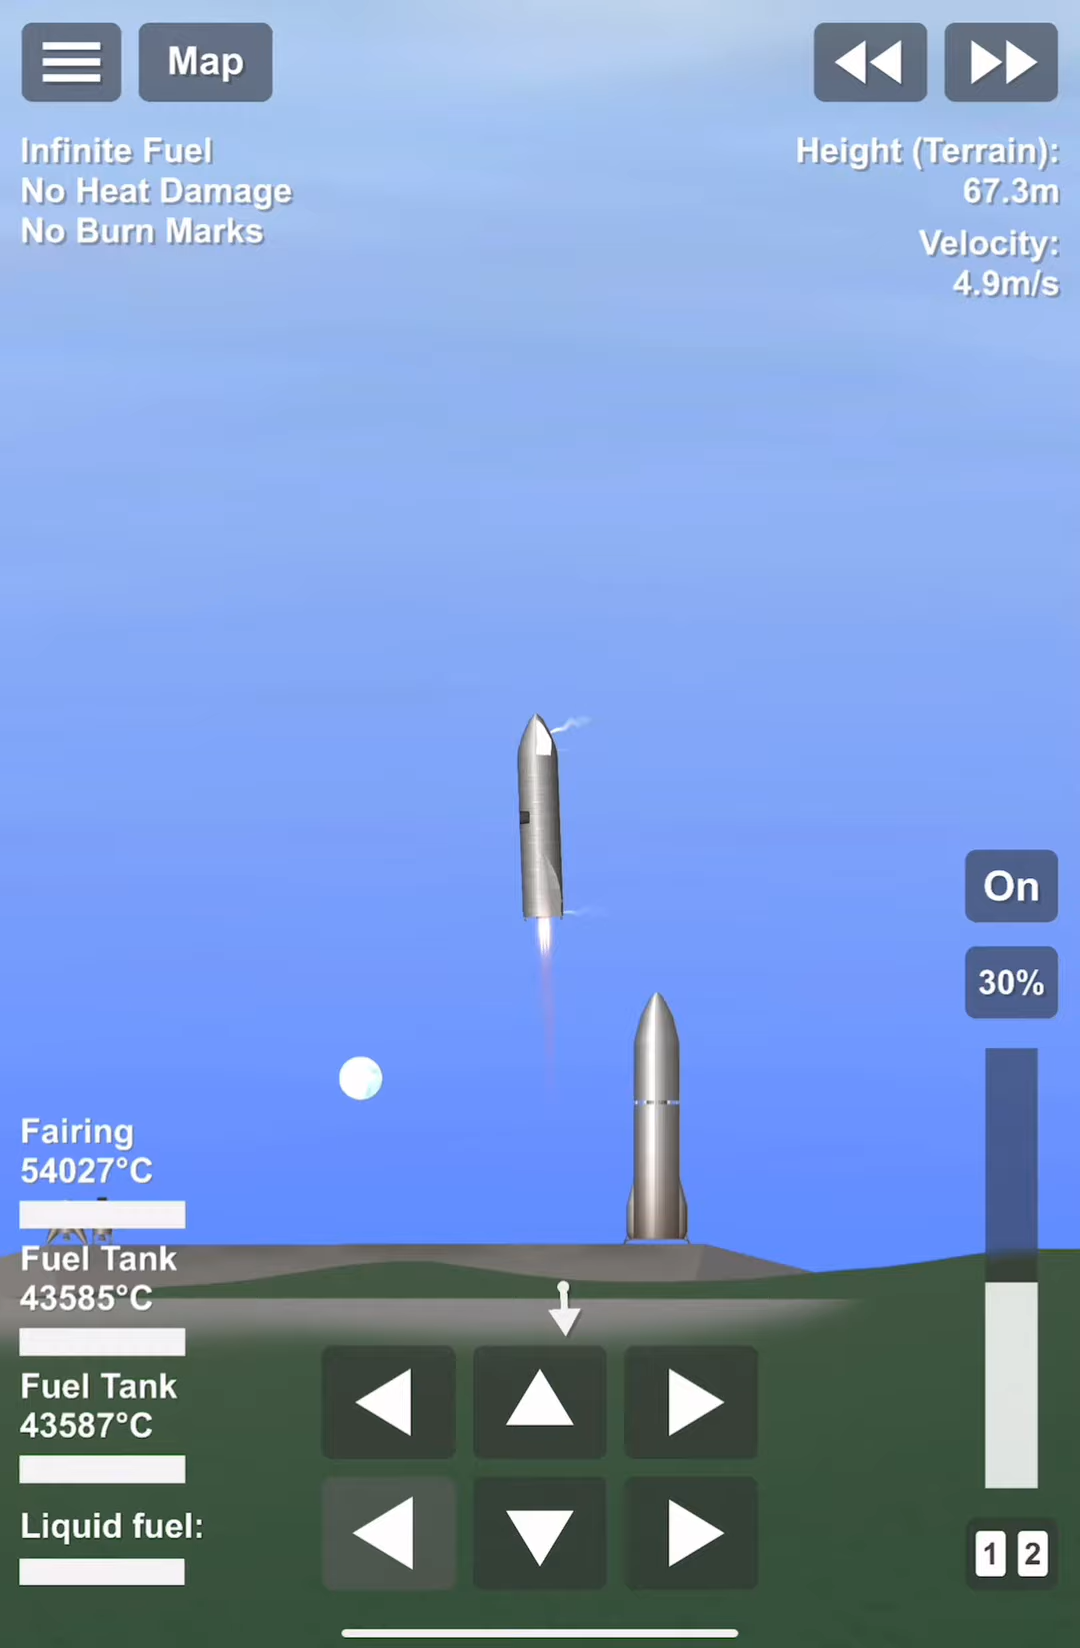 Map
Infinite Fuel
No Heat Damage
No Burn Marks
Height (Terrain):
67.3m
Velocity:
4.9m/s
On
30%
Fairing
54027°C
Fuel Tank
43585°C
Fuel Tank
43587°C
Liquid fuel:
1 2